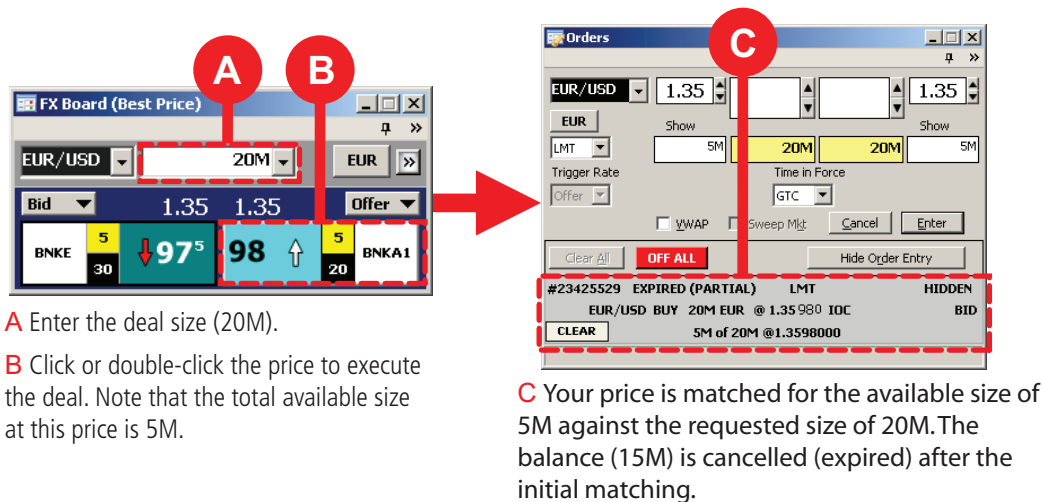 A
B
FX Board (Best Price)
EUR/USD 20M EUR
Bid 1.35 1.35 Offer
BNKE 5 30 97⁵ 98 5 20 BNKA1
A Enter the deal size (20M).
B Click or double-click the price to execute
the deal. Note that the total available size
at this price is 5M.
C
Orders
EUR/USD 1.35 1.35
EUR Show Show
LMT 5M 20M 20M 5M
Trigger Rate Time in Force
Offer GTC
VWAP Sweep Mkt Cancel Enter
Clear All OFF ALL Hide Order Entry
#23425529 EXPIRED (PARTIAL) LMT HIDDEN
EUR/USD BUY 20M EUR @ 1.35980 IOC BID
CLEAR 5M of 20M @1.3598000
C Your price is matched for the available size of
5M against the requested size of 20M.The
balance (15M) is cancelled (expired) after the
initial matching.